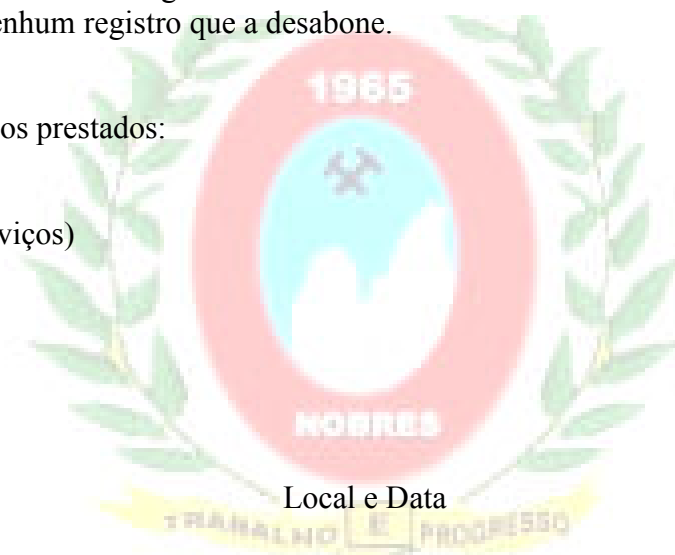 enhum registro que a desabone.
1965
os prestados:
viços)
NOBRES
Local e Data
TRABALHO E PROGRESSO